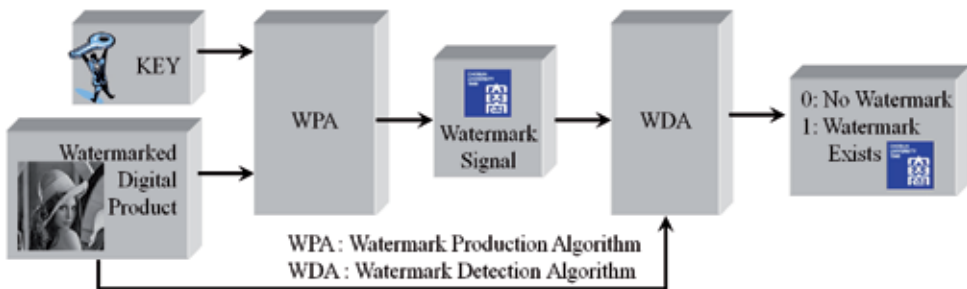 KEY
Watermarked
Digital
Product
WPA
Watermark
Signal
WDA
0: No Watermark
1: Watermark
Exists
WPA : Watermark Production Algorithm
WDA : Watermark Detection Algorithm